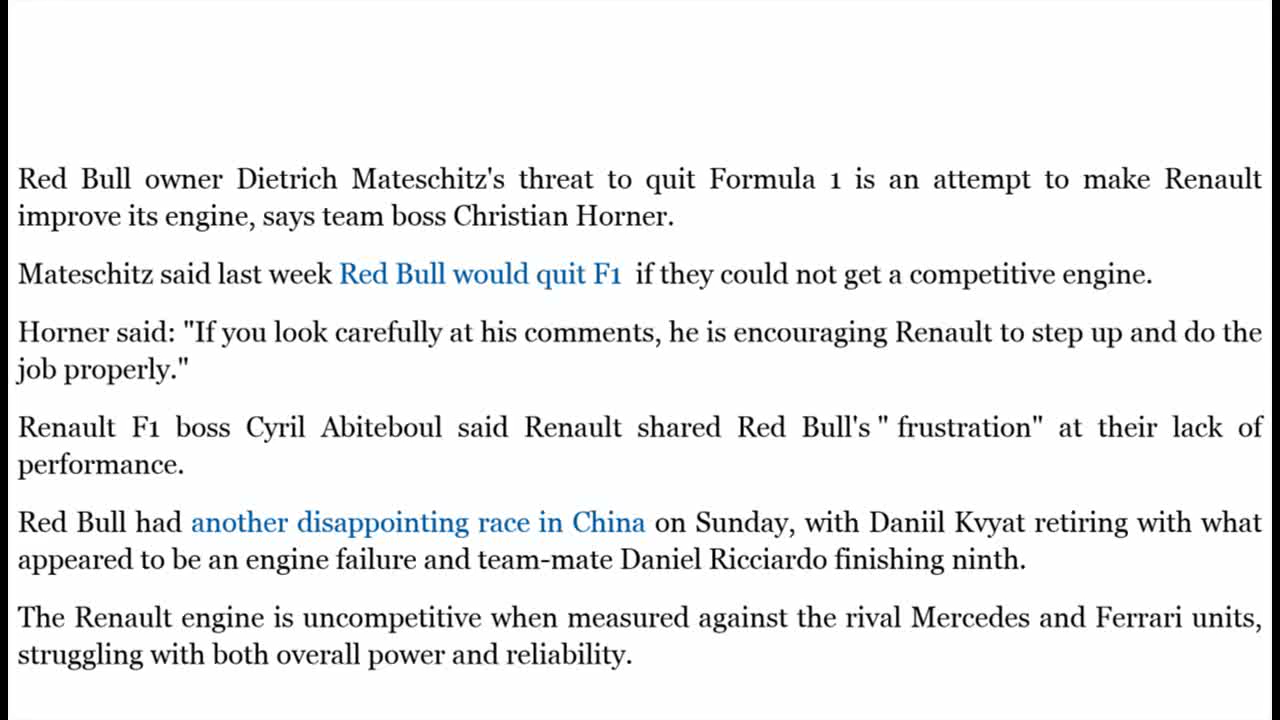 Red Bull owner Dietrich Mateschitz's threat to quit Formula 1 is an attempt to make Renault
improve its engine, says team boss Christian Horner.
Mateschitz said last week Red Bull would quit F1 if they could not get a competitive engine.
Horner said: "If you look carefully at his comments, he is encouraging Renault to step up and do the
job properly."
Renault F1 boss Cyril Abiteboul said Renault shared Red Bull's " frustration" at their lack of
performance.
Red Bull had another disappointing race in China on Sunday, with Daniil Kvyat retiring with what
appeared to be an engine failure and team-mate Daniel Ricciardo finishing ninth.
The Renault engine is uncompetitive when measured against the rival Mercedes and Ferrari units,
struggling with both overall power and reliability.